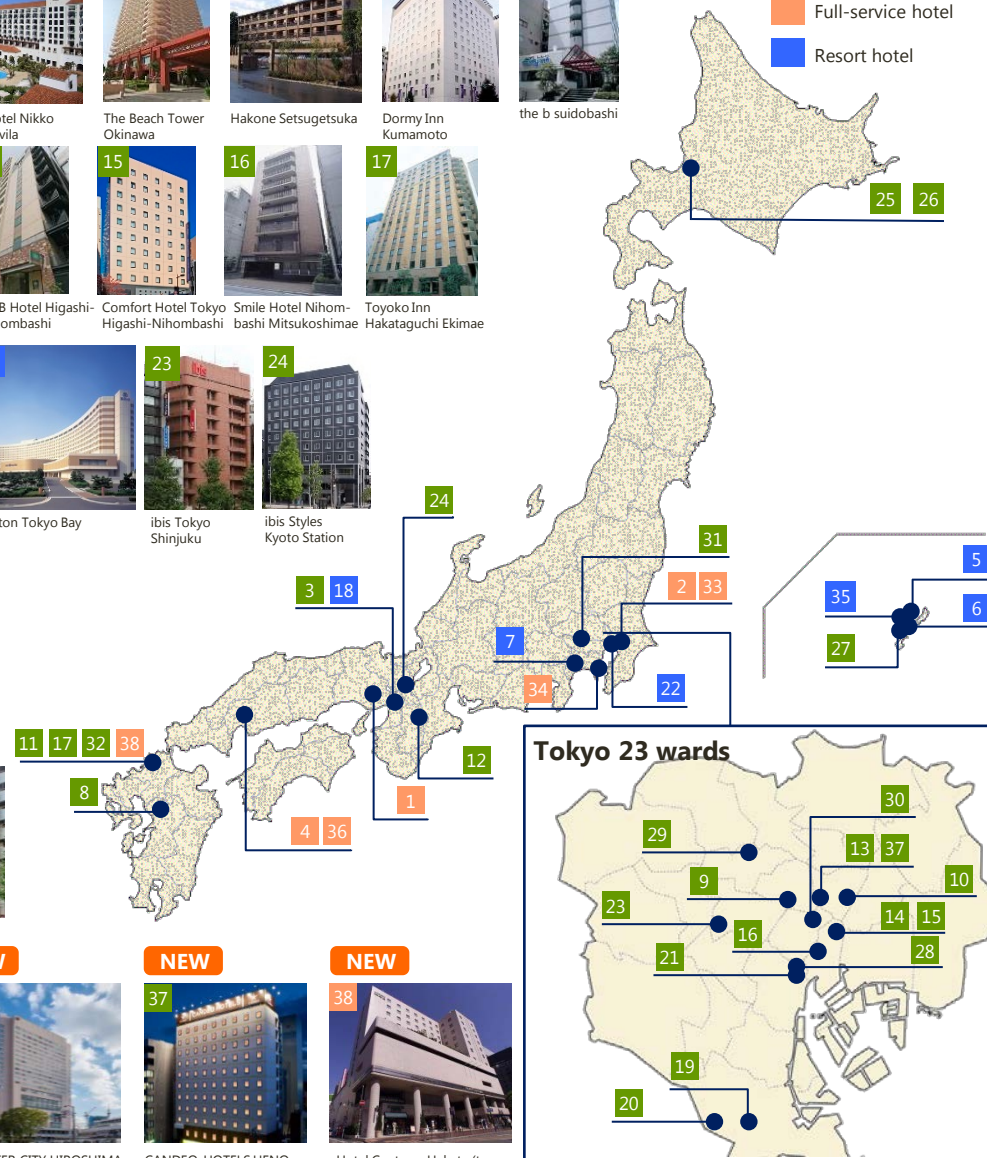 Full-service hotel
Resort hotel
The Beach Tower
Okinawa
Hakone Setsugetsuka
Dormy Inn
Kumamoto
the b suidobashi
15
16
17
25 26
B Hotel Higashi-
Comfort Hotel Tokyo
Higashi-Nihombashi
Smile Hotel Nihom-
bashi Mitsukoshimae
Toyoko Inn
Hakataguchi Ekimae
23
24
ton Tokyo Bay
ibis
ibis Tokyo
Shinjuku
ibis Styles
Kyoto Station
24
31
3 18
2 33
5
35
6
7
27
34
22
11 17 32 38
12
8
1
4 36
Tokyo 23 wards
30
29
13 37
9
10
23
14 15
16
28
21
19
20
NEW
NEW
37
38